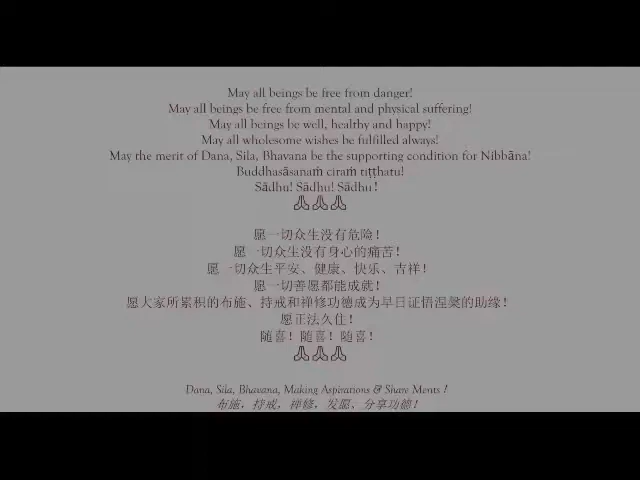 May all beings be free from danger!
May all beings be free from mental and physical suffering!
May all beings be well, healthy and happy!
May all wholesome wishes be fulfilled always!
May the merit of Dana, Sila, Bhavana be the supporting condition for Nibbāna!
Buddhasāsanaṁ ciraṁ tiṭṭhatu!
Sādhu! Sādhu! Sādhu!
愿一切众生没有危险！
愿一切众生没有身心的痛苦！
愿一切众生平安、健康、快乐、吉祥！
愿一切善愿都能成就！
愿大家所累积的布施、持戒和禅修功德成为早日证悟涅槃的助缘！
愿正法久住！
随喜！随喜！随喜！
Dana, Sila, Bhavana, Making Aspirations & Share Merits !
布施，持戒，禅修，发愿、分享功德！